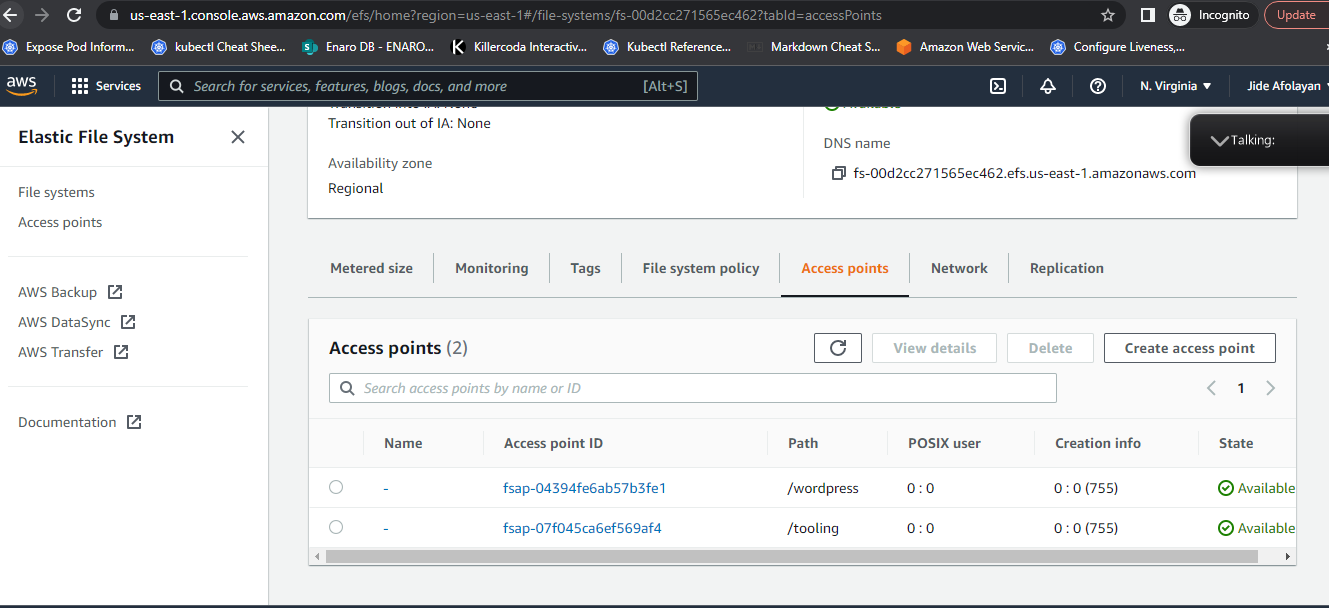 us-east-1.console.aws.amazon.com/efs/home?region=us-east-1#/file-systems/fs-00d2cc271565ec462?tabId=accessPoints
Incognito
Update
Expose Pod Inform...
kubectl Cheat Shee...
Enaro DB - ENARO...
Killercoda Interactiv...
Kubectl Reference...
Markdown Cheat S...
Amazon Web Servic...
Configure Liveness,...
aws
Services
Search for services, features, blogs, docs, and more
[Alt+S]
N. Virginia
Jide Afolayan
Elastic File System
File systems
Access points
AWS Backup
AWS DataSync
AWS Transfer
Documentation
Transition into IA: None
Transition out of IA: None
Availability zone
Regional
Available
DNS name
fs-00d2cc271565ec462.efs.us-east-1.amazonaws.com
Talking:
Metered size
Monitoring
Tags
File system policy
Access points
Network
Replication
Access points (2)
View details
Delete
Create access point
Search access points by name or ID
1
Name Access point ID Path POSIX user Creation info State
- fsap-04394fe6ab57b3fe1 /wordpress 0 : 0 0 : 0 (755) Available
- fsap-07f045ca6ef569af4 /tooling 0 : 0 0 : 0 (755) Available